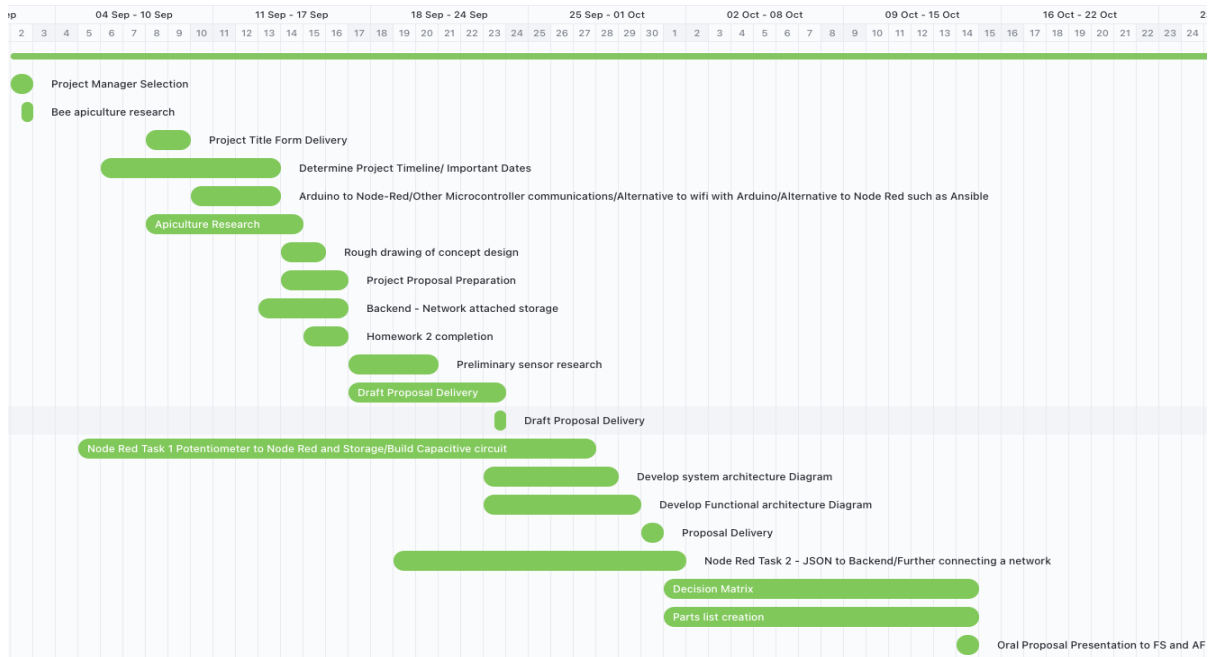 ep 04 Sep - 10 Sep 11 Sep - 17 Sep 18 Sep - 24 Sep 25 Sep - 01 Oct 02 Oct - 08 Oct 09 Oct - 15 Oct 16 Oct - 22 Oct 2
2 3 4 5 6 7 8 9 10 11 12 13 14 15 16 17 18 19 20 21 22 23 24 25 26 27 28 29 30 1 2 3 4 5 6 7 8 9 10 11 12 13 14 15 16 17 18 19 20 21 22 23 24
Project Manager Selection
Bee apiculture research
Project Title Form Delivery
Determine Project Timeline/ Important Dates
Arduino to Node-Red/Other Microcontroller communications/Alternative to wifi with Arduino/Alternative to Node Red such as Ansible
Apiculture Research
Rough drawing of concept design
Project Proposal Preparation
Backend - Network attached storage
Homework 2 completion
Preliminary sensor research
Draft Proposal Delivery
Draft Proposal Delivery
Node Red Task 1 Potentiometer to Node Red and Storage/Build Capacitive circuit
Develop system architecture Diagram
Develop Functional architecture Diagram
Proposal Delivery
Node Red Task 2 - JSON to Backend/Further connecting a network
Decision Matrix
Parts list creation
Oral Proposal Presentation to FS and AF